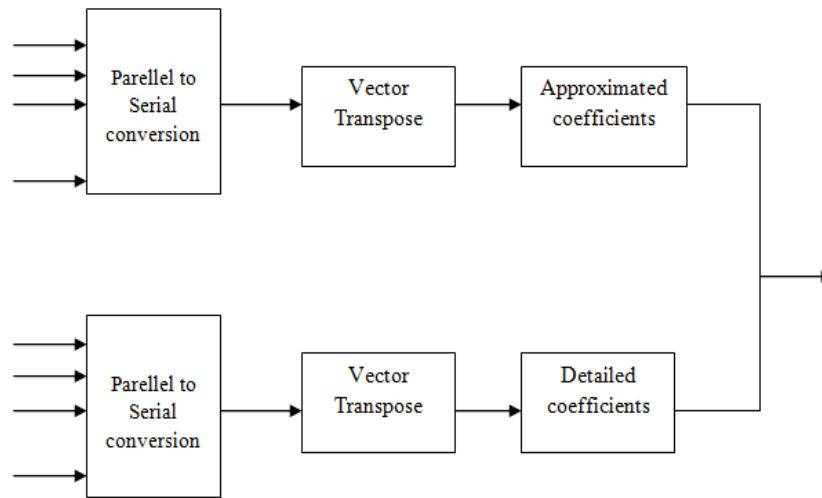 Parellel to
Serial
conversion
Vector
Transpose
Approximated
coefficients
Parellel to
Serial
conversion
Vector
Transpose
Detailed
coefficients